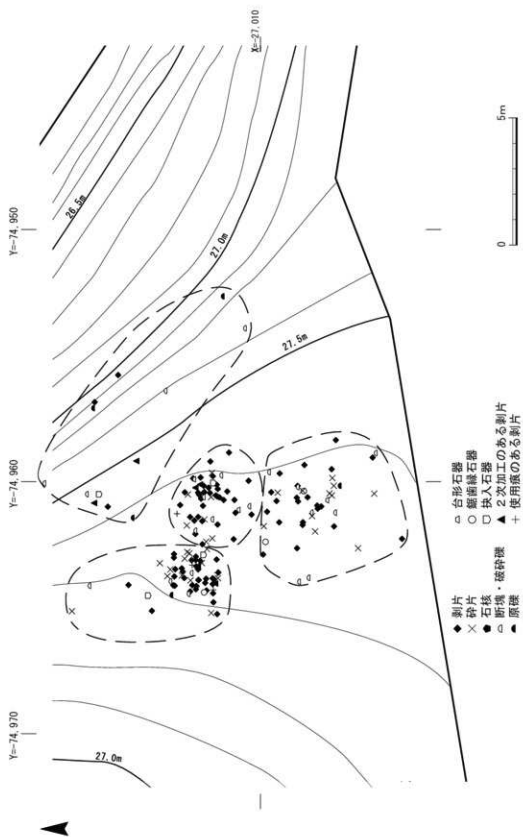 Y=-74,950
Y=-74,960
Y=-74,970
X=-27,010
26.5m
27.0m
27.5m
27.0m
0 5m
剥片
砕片
石核
断塊・破砕礫
原礫
台形石器
鋸歯縁石器
抉入石器
2次加工のある剥片
使用痕のある剥片